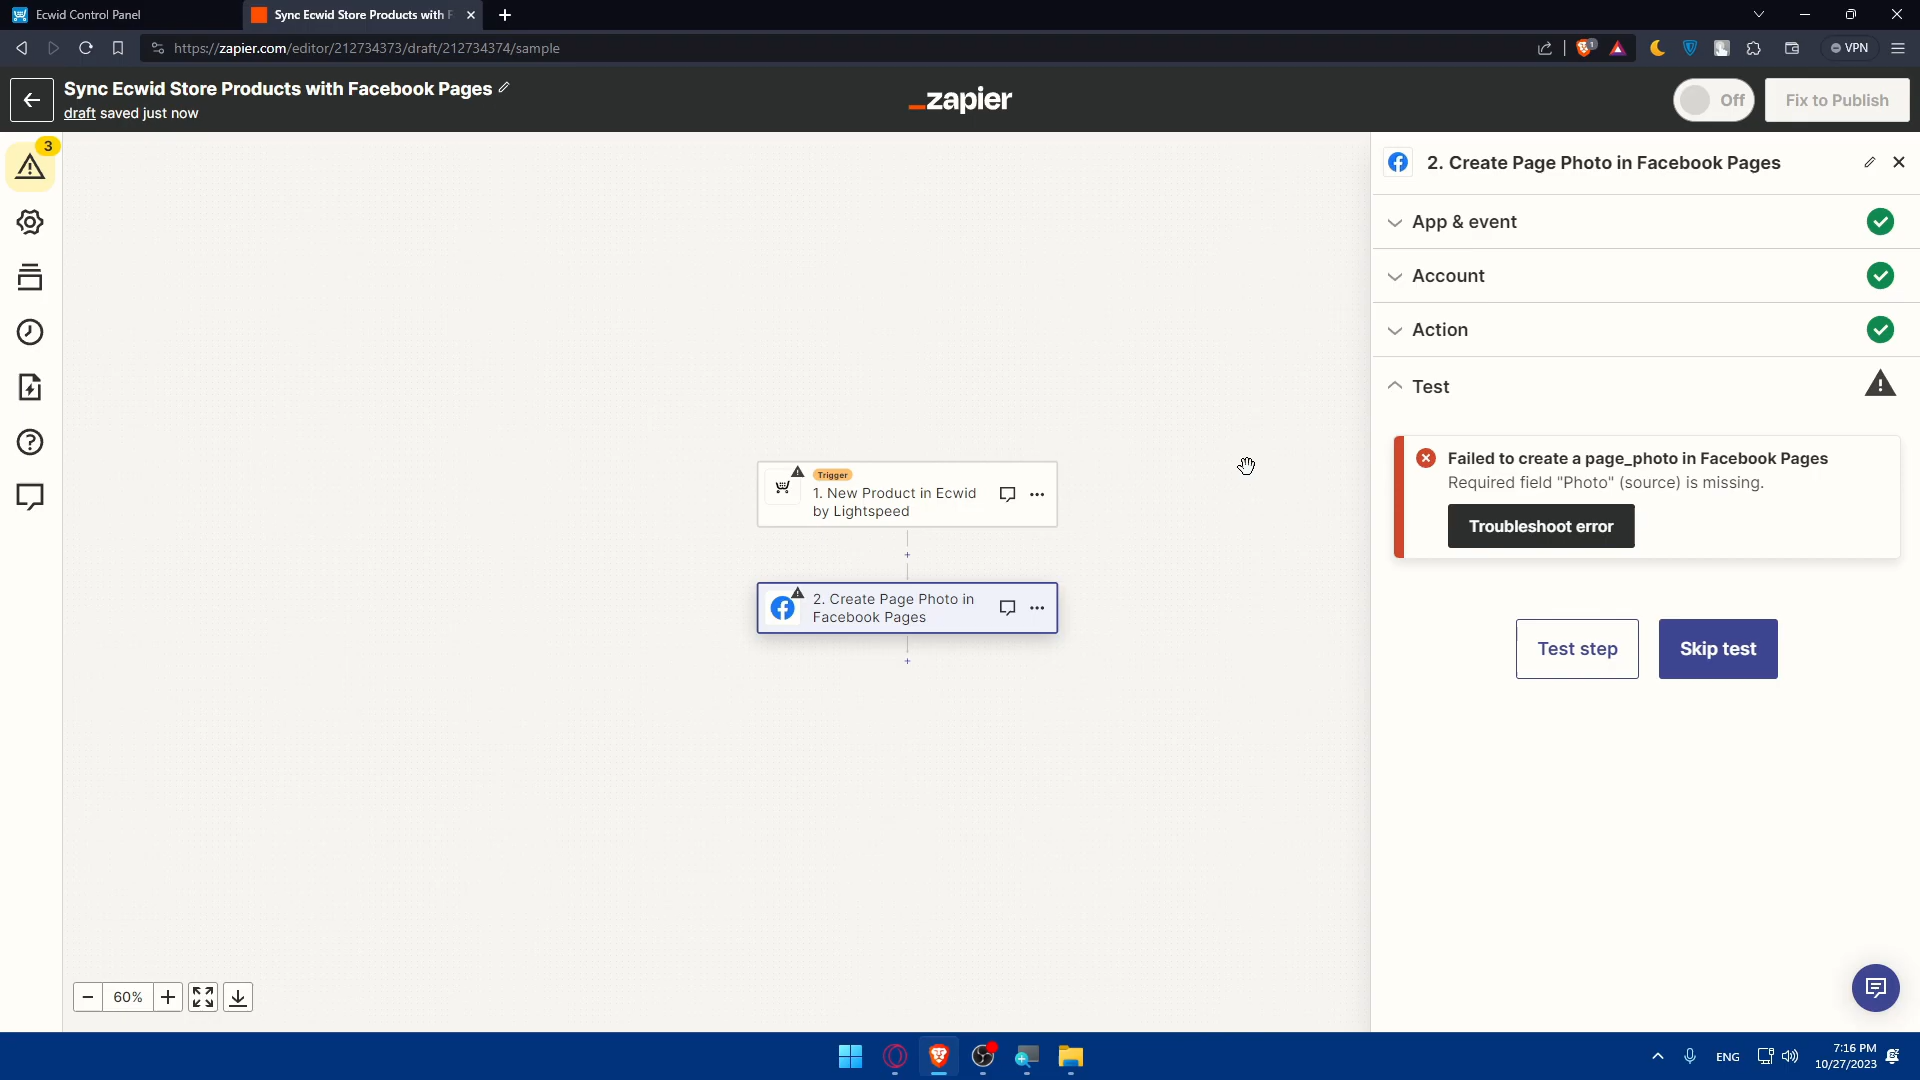 Ecwid Control Panel
Sync Ecwid Store Products with F
https://zapier.com/editor/212734373/draft/212734374/sample
1
VPN
Sync Ecwid Store Products with Facebook Pages
draft saved just now
zapier
Off
Fix to Publish
3
2. Create Page Photo in Facebook Pages
App & event
Account
Action
Test
Failed to create a page_photo in Facebook Pages
Required field "Photo" (source) is missing.
Troubleshoot error
Test step
Skip test
Trigger
1. New Product in Ecwid
by Lightspeed
2. Create Page Photo in
Facebook Pages
60%
ENG
7:16 PM
10/27/2023